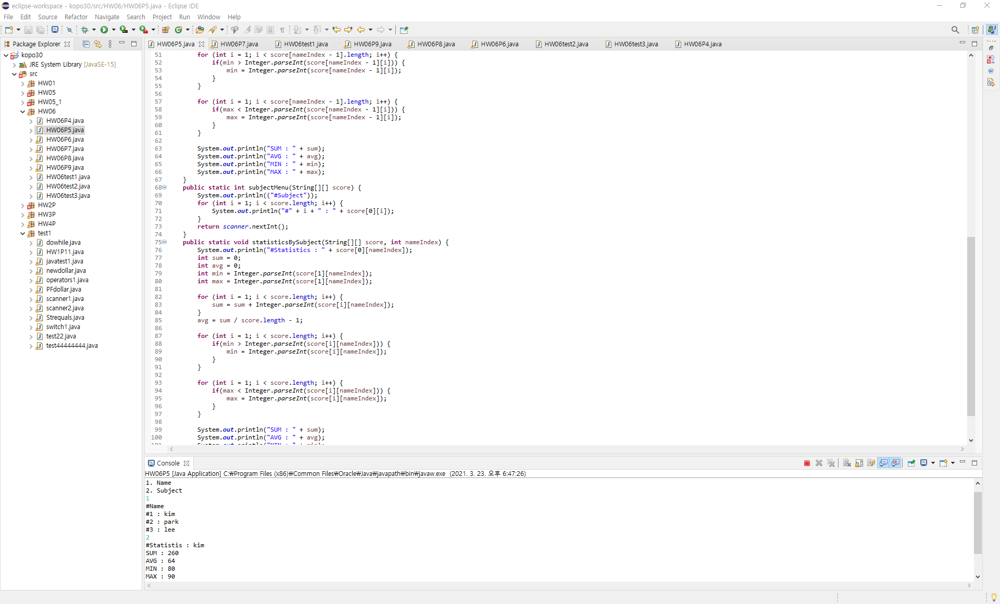 eclipse-workspace - kopo30/src/HW06/HW06P5.java - Eclipse IDE
File Edit Source Refactor Navigate Search Project Run Window Help
Package Explorer
kopo30
JRE System Library [JavaSE-15]
src
HW01
HW05
HW05_1
HW06
HW06P4.java
HW06P5.java
HW06P6.java
HW06P7.java
HW06P8.java
HW06P9.java
HW06test1.java
HW06test2.java
HW06test3.java
HW2P
HW3P
HW4P
test1
dowhile.java
HW1P11.java
javatest1.java
newdollar.java
operators1.java
PFdollar.java
scanner1.java
scanner2.java
Strequals.java
switch1.java
test22.java
test44444444.java
HW06P5.java HW06P7.java HW06test1.java HW06P9.java HW06P8.java HW06P6.java HW06test2.java HW06test3.java HW06P4.java
51 for (int i = 1; i < score[nameIndex - 1].length; i++) {
52 if(min > Integer.parseInt(score[nameIndex - 1][i])) {
53 min = Integer.parseInt(score[nameIndex - 1][i]);
54 }
55 }
56
57 for (int i = 1; i < score[nameIndex - 1].length; i++) {
58 if(max < Integer.parseInt(score[nameIndex - 1][i])) {
59 max = Integer.parseInt(score[nameIndex - 1][i]);
60 }
61 }
62
63 System.out.println("SUM : " + sum);
64 System.out.println("AVG : " + avg);
65 System.out.println("MIN : " + min);
66 System.out.println("MAX : " + max);
67 }
68 public static int subjectMenu(String[][] score) {
69 System.out.println(("#Subject"));
70 for (int i = 1; i < score.length; i++) {
71 System.out.println("#" + i + " : " + score[0][i]);
72 }
73 return scanner.nextInt();
74 }
75 public static void statisticsBySubject(String[][] score, int nameIndex) {
76 System.out.println("#Statistics : " + score[0][nameIndex]);
77 int sum = 0;
78 int avg = 0;
79 int min = Integer.parseInt(score[1][nameIndex]);
80 int max = Integer.parseInt(score[1][nameIndex]);
81
82 for (int i = 1; i < score.length; i++) {
83 sum = sum + Integer.parseInt(score[i][nameIndex]);
84 }
85 avg = sum / score.length - 1;
86
87 for (int i = 1; i < score.length; i++) {
88 if(min > Integer.parseInt(score[i][nameIndex])) {
89 min = Integer.parseInt(score[i][nameIndex]);
90 }
91 }
92
93 for (int i = 1; i < score.length; i++) {
94 if(max < Integer.parseInt(score[i][nameIndex])) {
95 max = Integer.parseInt(score[i][nameIndex]);
96 }
97 }
98
99 System.out.println("SUM : " + sum);
100 System.out.println("AVG : " + avg);
Console
HW06P5 [Java Application] C:₩Program Files (x86)₩Common Files₩Oracle₩Java₩javapath₩bin₩javaw.exe (2021. 3. 23. 오후 6:47:26)
1. Name
2. Subject
1
#Name
#1 : kim
#2 : park
#3 : lee
2
#Statistis : kim
SUM : 260
AVG : 64
MIN : 80
MAX : 90